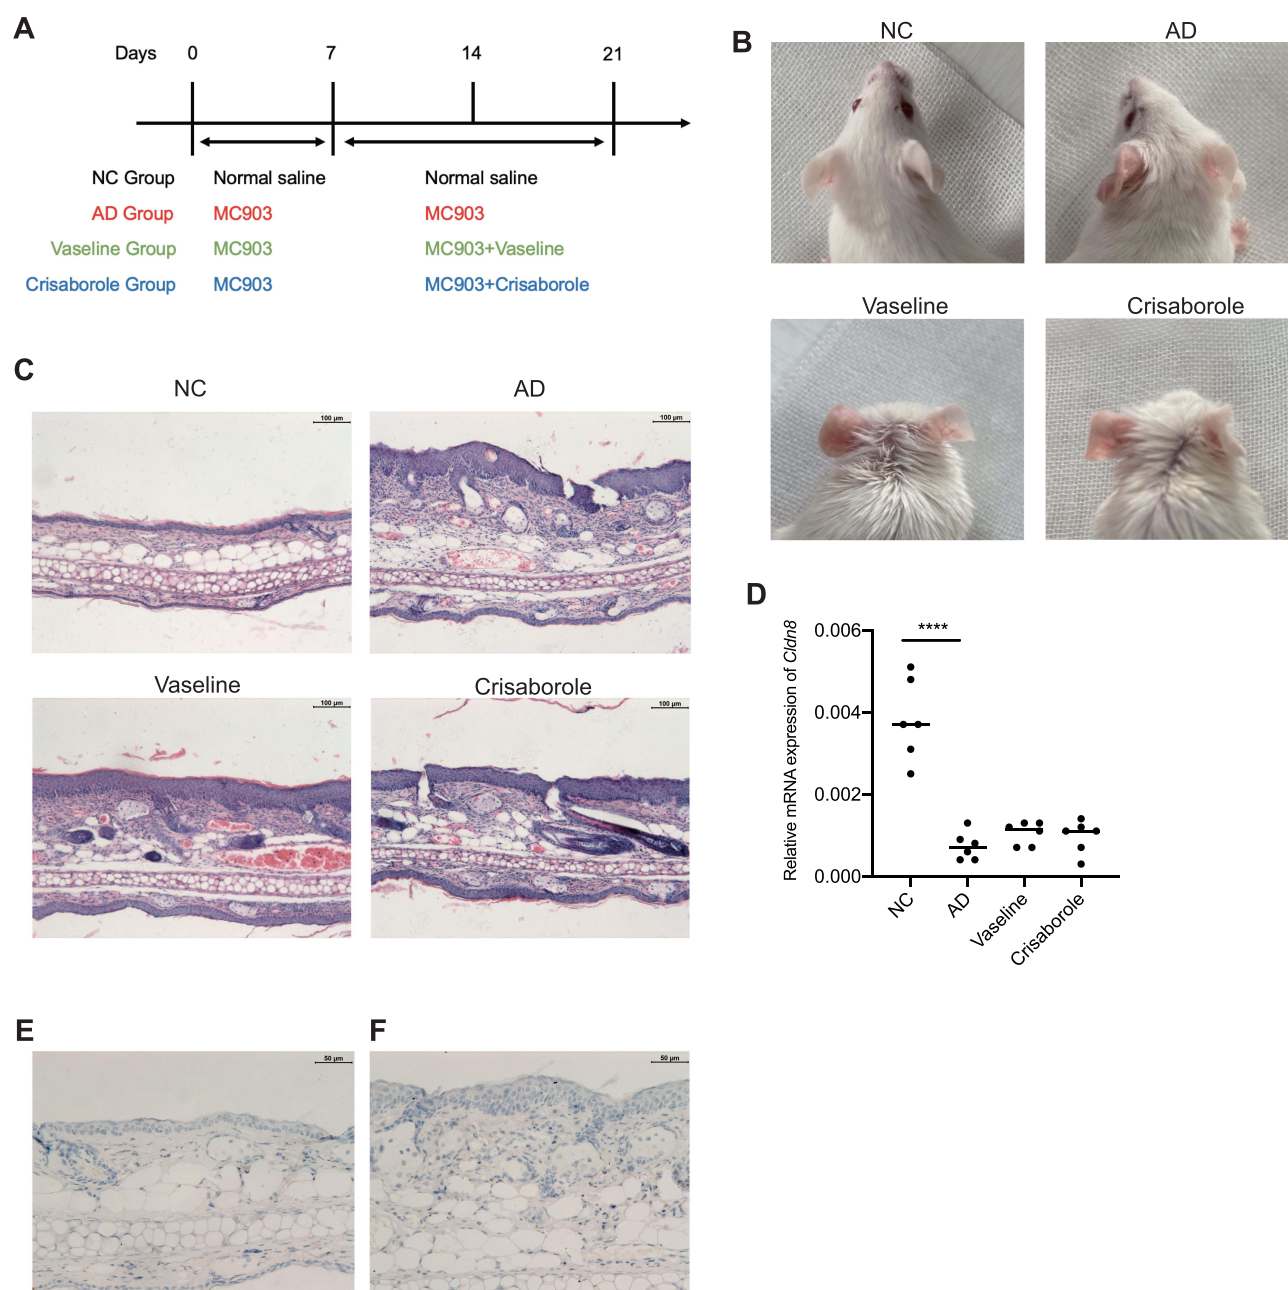 A
Days 0 7 14 21
NC Group Normal saline Normal saline
AD Group MC903 MC903
Vaseline Group MC903 MC903+Vaseline
Crisaborole Group MC903 MC903+Crisaborole
B
NC AD
Vaseline Crisaborole
C
NC AD
100 µm 100 µm
Vaseline Crisaborole
100 µm 100 µm
D
Relative mRNA expression of Cldn8
0.006
0.004
0.002
0.000
****
NC AD Vaseline Crisaborole
E F
50 µm 50 µm